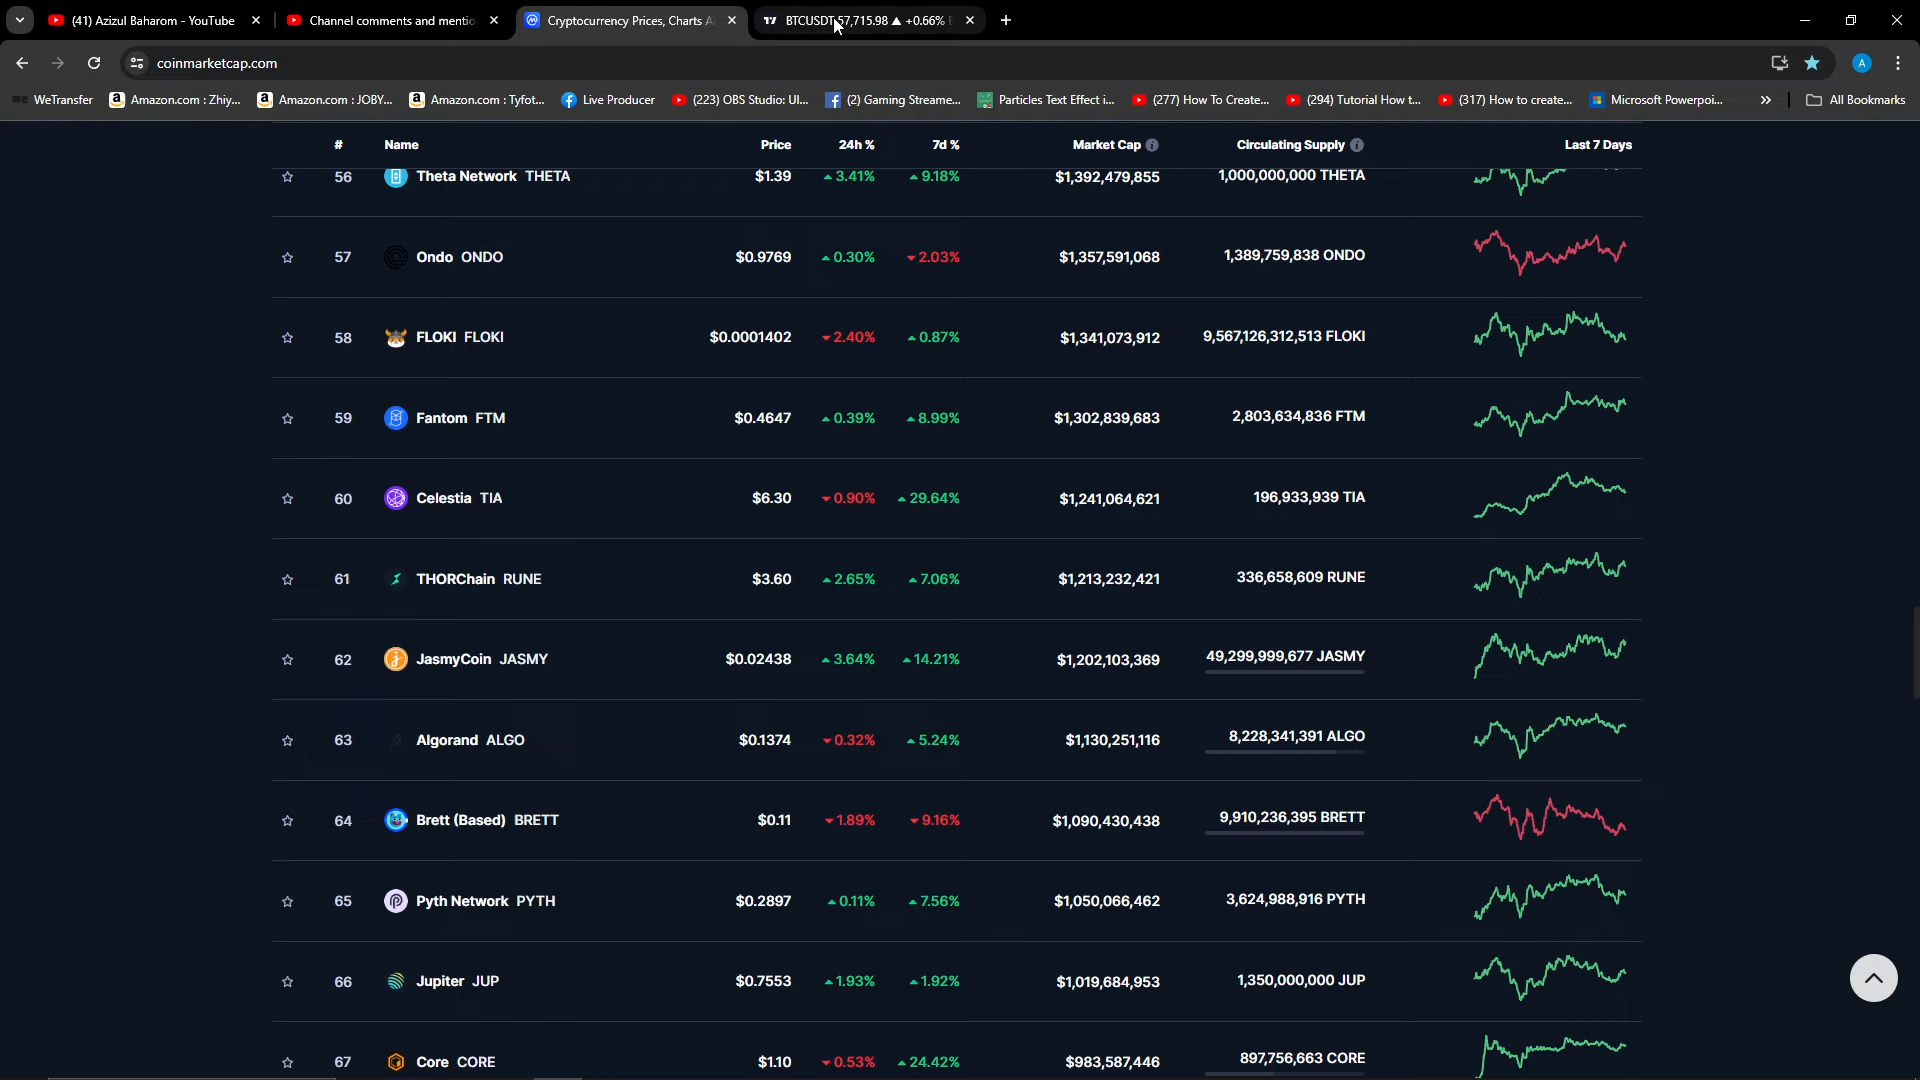 (41) Azizul Baharom - YouTube
Channel comments and mentio
Cryptocurrency Prices, Charts A
BTCUSDT 57,715.98 ▲ +0.66%
coinmarketcap.com
A
WeTransfer
Amazon.com : Zhiy...
Amazon.com : JOBY...
Amazon.com : Tyfot...
Live Producer
(223) OBS Studio: Ul...
(2) Gaming Streame...
Particles Text Effect i...
(277) How To Create...
(294) Tutorial How t...
(317) How to create...
Microsoft Powerpoi...
All Bookmarks
# Name Price 24h % 7d % Market Cap Circulating Supply Last 7 Days
56 Theta Network THETA $1.39 3.41% 9.18% $1,392,479,855 1,000,000,000 THETA
57 Ondo ONDO $0.9769 0.30% 2.03% $1,357,591,068 1,389,759,838 ONDO
58 FLOKI FLOKI $0.0001402 2.40% 0.87% $1,341,073,912 9,567,126,312,513 FLOKI
59 Fantom FTM $0.4647 0.39% 8.99% $1,302,839,683 2,803,634,836 FTM
60 Celestia TIA $6.30 0.90% 29.64% $1,241,064,621 196,933,939 TIA
61 THORChain RUNE $3.60 2.65% 7.06% $1,213,232,421 336,658,609 RUNE
62 JasmyCoin JASMY $0.02438 3.64% 14.21% $1,202,103,369 49,299,999,677 JASMY
63 Algorand ALGO $0.1374 0.32% 5.24% $1,130,251,116 8,228,341,391 ALGO
64 Brett (Based) BRETT $0.11 1.89% 9.16% $1,090,430,438 9,910,236,395 BRETT
65 Pyth Network PYTH $0.2897 0.11% 7.56% $1,050,066,462 3,624,988,916 PYTH
66 Jupiter JUP $0.7553 1.93% 1.92% $1,019,684,953 1,350,000,000 JUP
67 Core CORE $1.10 0.53% 24.42% $983,587,446 897,756,663 CORE